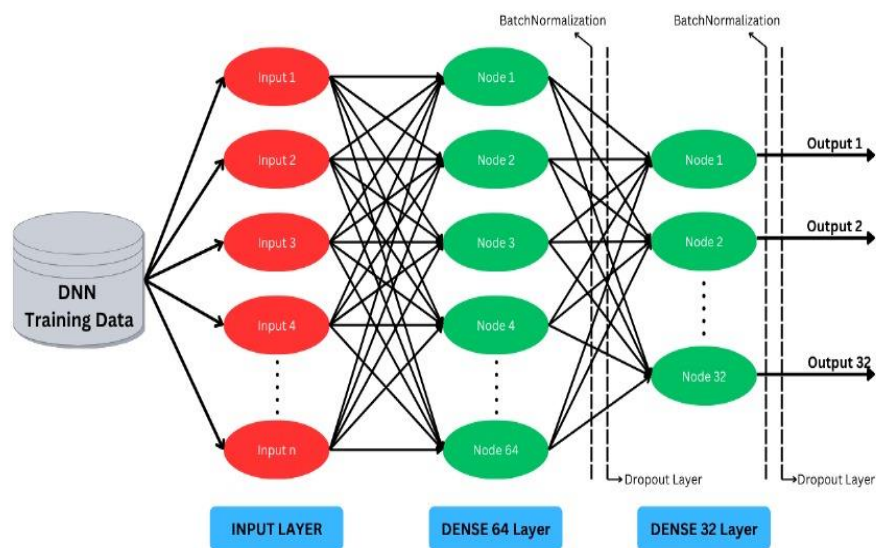 BatchNormalization
BatchNormalization
Input 1
Node 1
Input 2
Node 2
Node 1
Output 1
Input 3
Node 3
Node 2
Output 2
DNN
Training Data
Input 4
Node 4
Node 32
Output 32
Input n
Node 64
Dropout Layer
Dropout Layer
INPUT LAYER
DENSE 64 Layer
DENSE 32 Layer